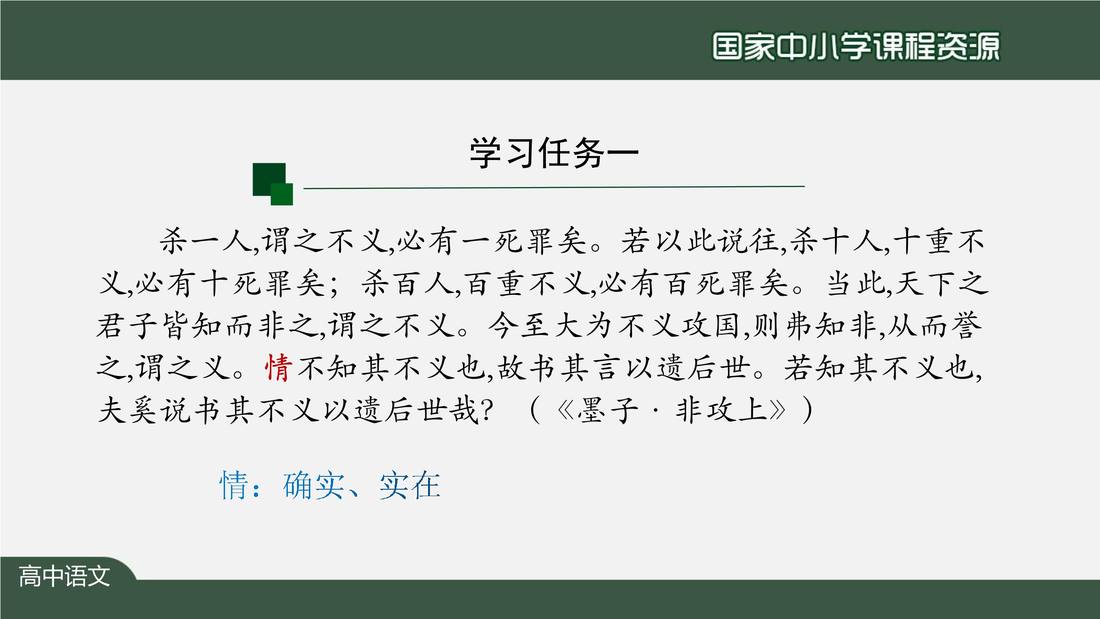 国家中小学课程资源
学习任务一
杀一人,谓之不义,必有一死罪矣。若以此说往,杀十人,十重不
义,必有十死罪矣；杀百人,百重不义,必有百死罪矣。当此,天下之
君子皆知而非之,谓之不义。今至大为不义攻国,则弗知非,从而誉
之,谓之义。情不知其不义也,故书其言以遗后世。若知其不义也,
夫奚说书其不义以遗后世哉？（《墨子·非攻上》）
情：确实、实在
高中语文